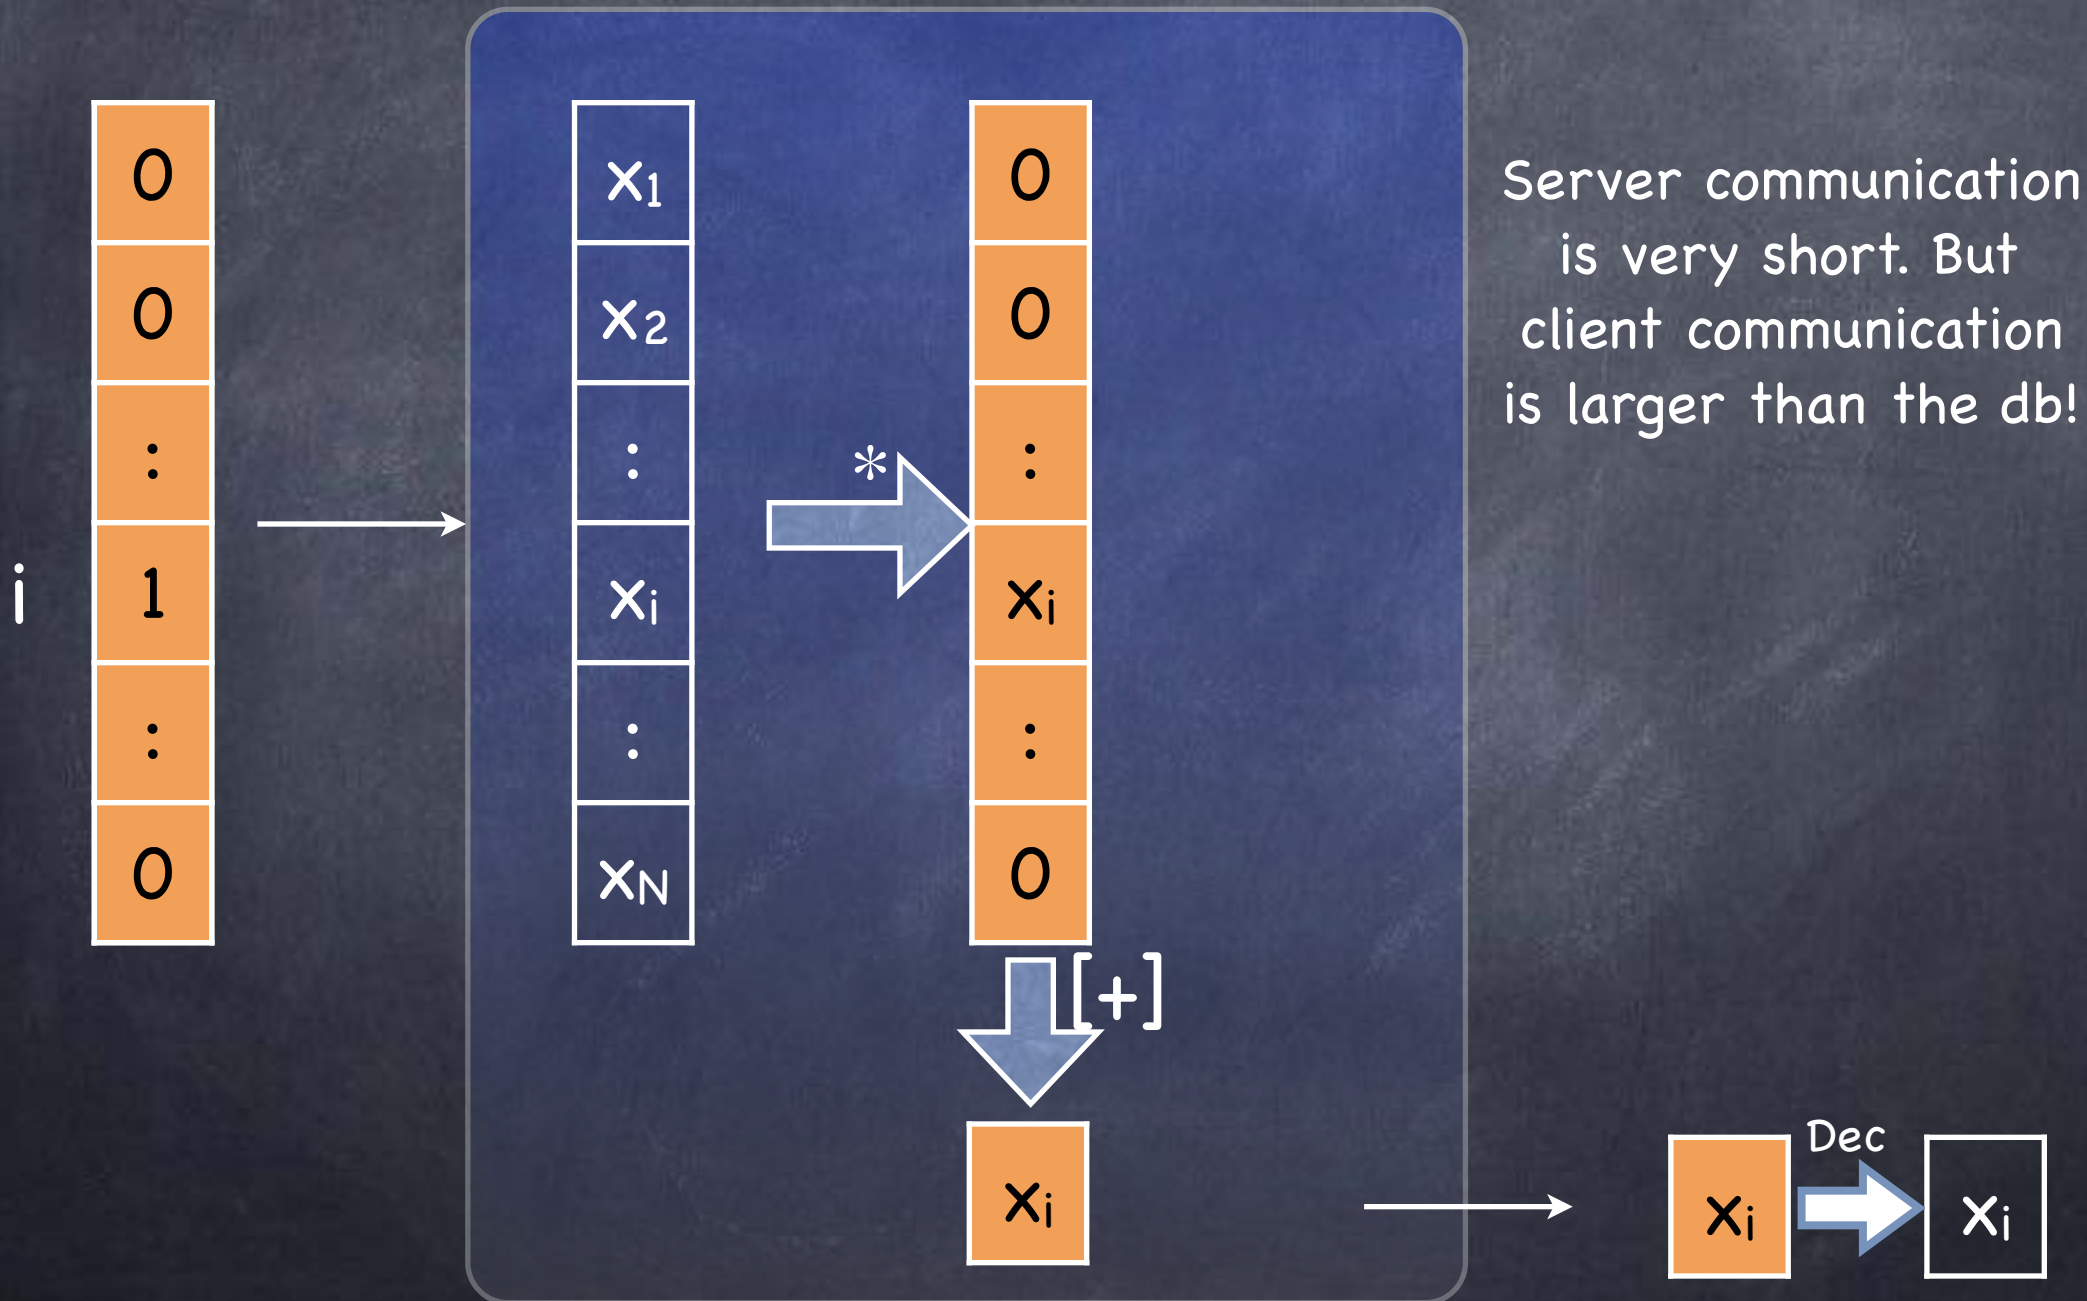 0
0
:
i 1
:
0
x₁
x₂
:
xᵢ
:
x_N
*
0
0
:
xᵢ
:
0
[+]
xᵢ
Server communication
is very short. But
client communication
is larger than the db!
Dec
xᵢ
xᵢ